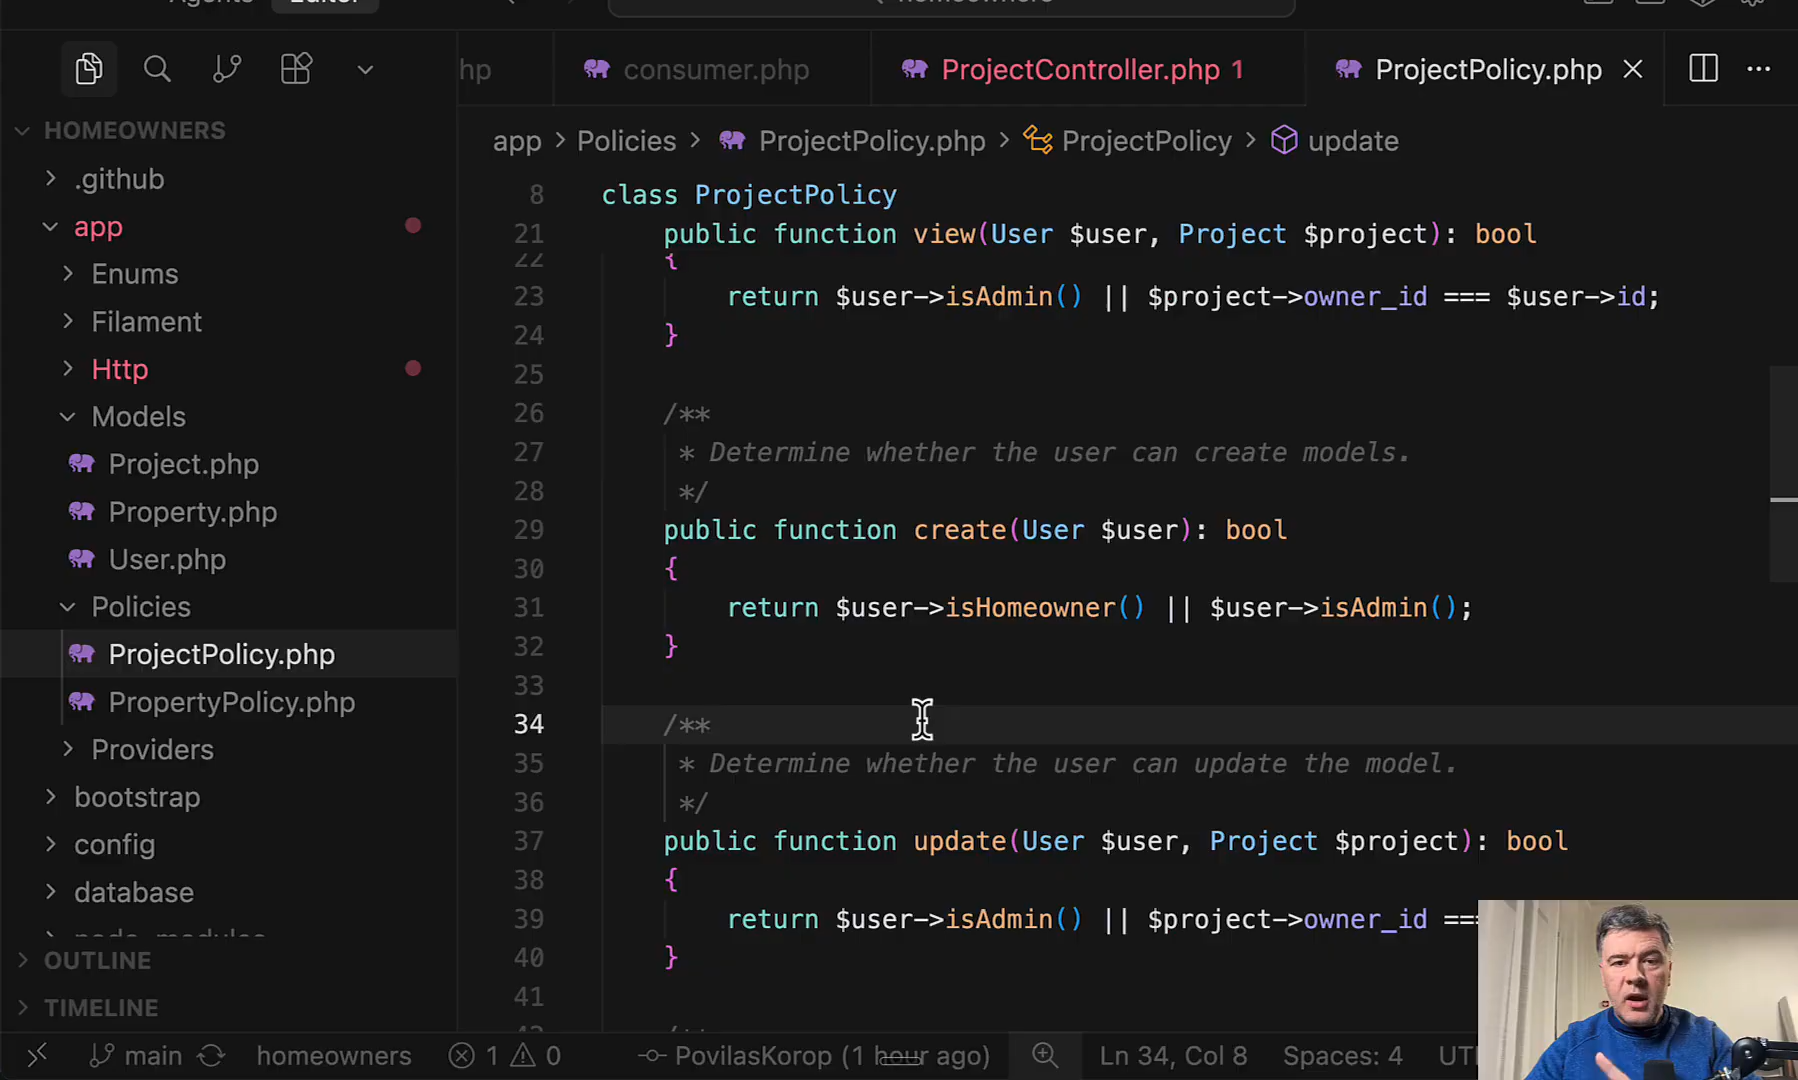 Editor
homeowners
hp
consumer.php
ProjectController.php 1
ProjectPolicy.php
HOMEOWNERS
.github
app
Enums
Filament
Http
Models
Project.php
Property.php
User.php
Policies
ProjectPolicy.php
PropertyPolicy.php
Providers
bootstrap
config
database
node_modules
OUTLINE
TIMELINE
app > Policies > ProjectPolicy.php > ProjectPolicy > update
8 class ProjectPolicy
21 public function view(User $user, Project $project): bool
22 {
23 return $user->isAdmin() || $project->owner_id === $user->id;
24 }
25
26 /**
27 * Determine whether the user can create models.
28 */
29 public function create(User $user): bool
30 {
31 return $user->isHomeowner() || $user->isAdmin();
32 }
33
34 /**
35 * Determine whether the user can update the model.
36 */
37 public function update(User $user, Project $project): bool
38 {
39 return $user->isAdmin() || $project->owner_id ==
40 }
41
main
homeowners
1 0
PovilasKorop (1 hour ago)
Ln 34, Col 8
Spaces: 4